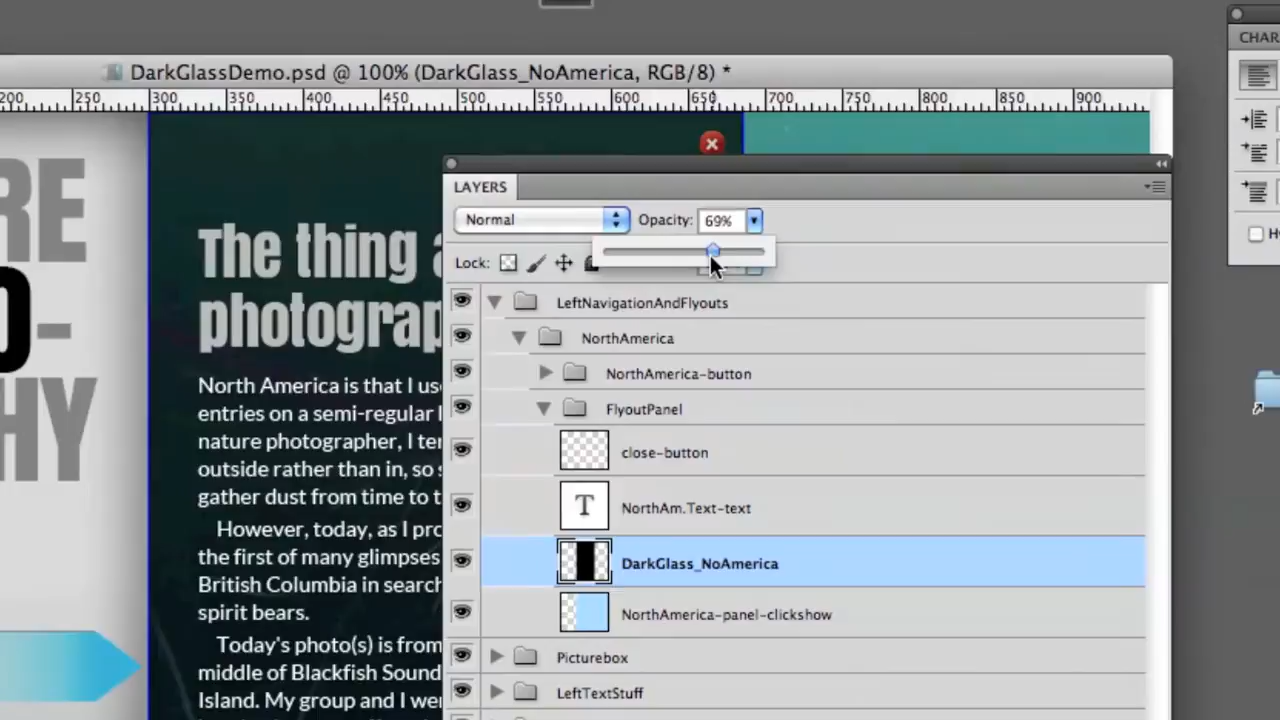 DarkGlassDemo.psd @ 100% (DarkGlass_NoAmerica, RGB/8) *
CHAR
200 250 300 350 400 450 500 550 600 650 700 750 800 850 900
RE
O-
HY
The thing a
photograp
North America is that I us
entries on a semi-regular
nature photographer, I te
outside rather than in, so s
gather dust from time to t
However, today, as I pro
the first of many glimpses
British Columbia in search
spirit bears.
Today's photo(s) is from
middle of Blackfish Sound
Island. My group and I wer
LAYERS
Normal
Opacity: 69%
Lock:
LeftNavigationAndFlyouts
NorthAmerica
NorthAmerica-button
FlyoutPanel
close-button
T NorthAm.Text-text
DarkGlass_NoAmerica
NorthAmerica-panel-clickshow
Picturebox
LeftTextStuff